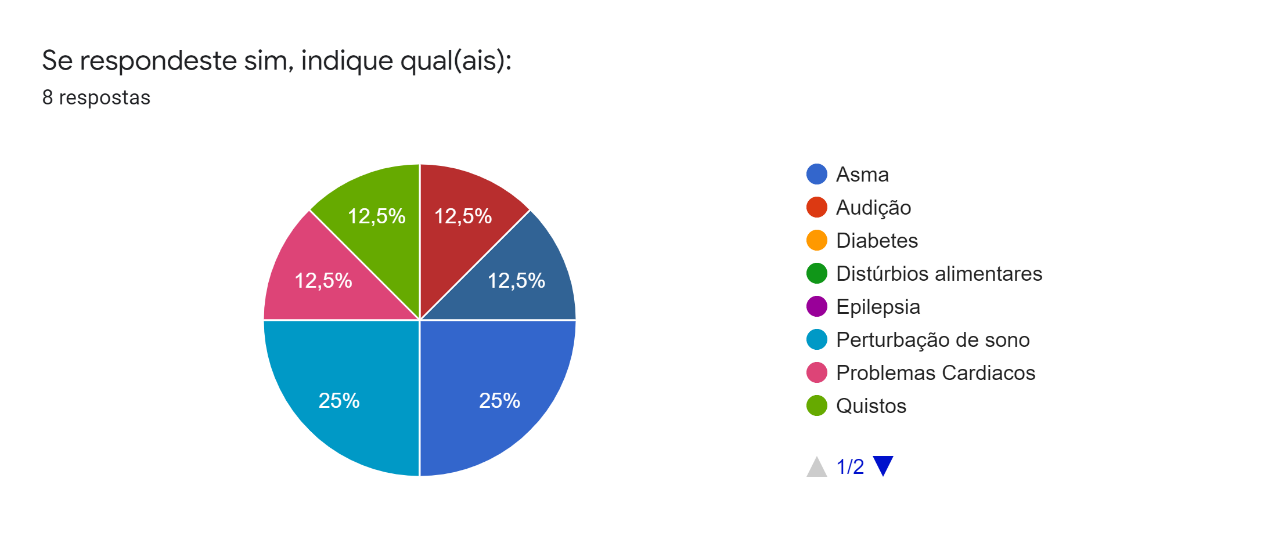 Se respondeste sim, indique qual(ais):
8 respostas
12,5%
12,5%
12,5%
12,5%
25%
25%
Asma
Audição
Diabetes
Distúrbios alimentares
Epilepsia
Perturbação de sono
Problemas Cardiacos
Quistos
1/2